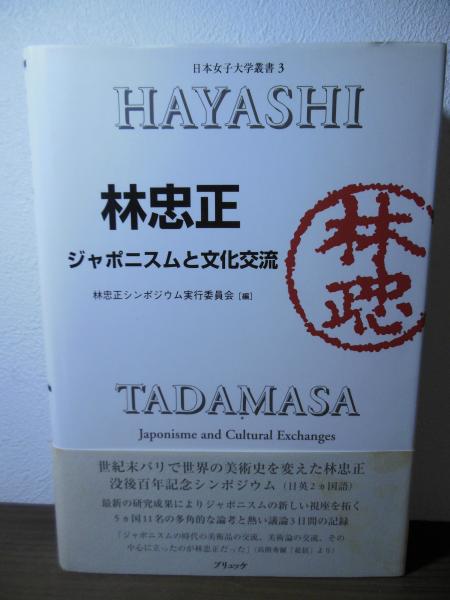 日本女子大学叢書 3
HAYASHI
林忠正
ジャポニスムと文化交流
林忠正シンポジウム実行委員会 [編]
林
忠
TADAMASA
Japonisme and Cultural Exchanges
世紀末パリで世界の美術史を変えた林忠正
没後百年記念シンポジウム（日英2ヵ国語）
最新の研究成果によりジャポニスムの新しい視座を拓く
5ヵ国11名の多角的な論考と熱い議論3日間の記録
「ジャポニスムの時代の美術品の交流、美術論の交流、その
中心に立ったのが林忠正だった」（高階秀爾「総括」より）
ブリュッケ